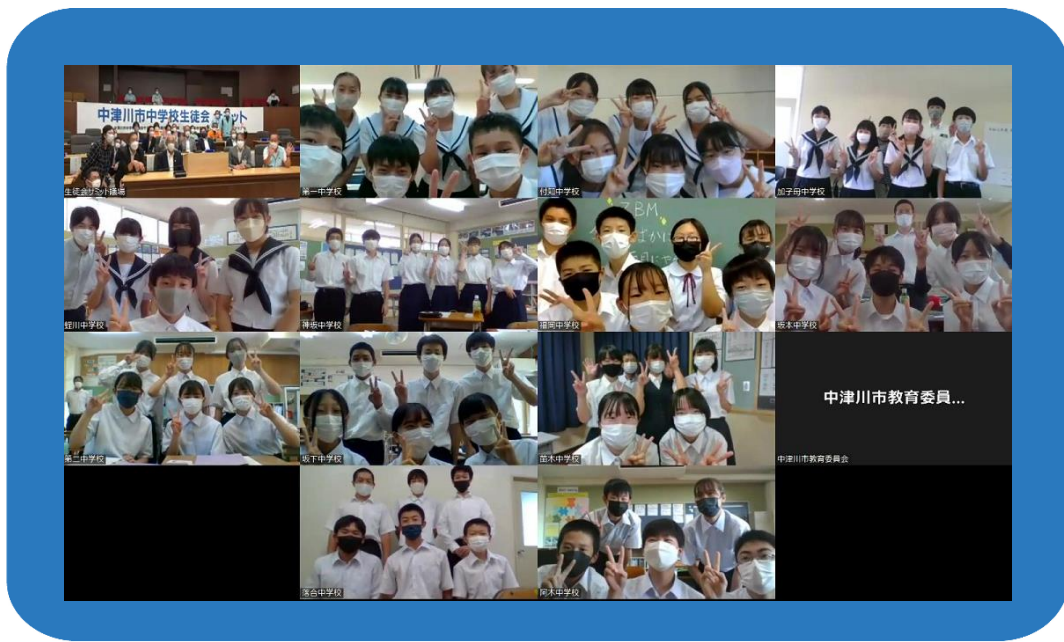 中津川市中学校生徒会 サミット
生徒会サミット議場
第一中学校
付知中学校
加子母中学校
蛭川中学校
神坂中学校
ZBM
福岡中学校
坂本中学校
第二中学校
坂下中学校
苗木中学校
中津川市教育委員...
中津川市教育委員会
落合中学校
阿木中学校